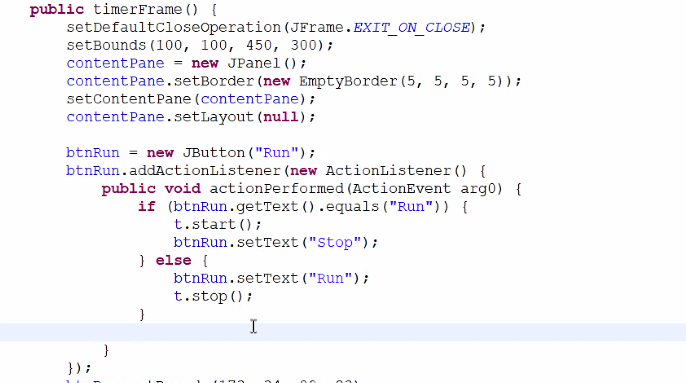 public timerFrame() {
setDefaultCloseOperation(JFrame.EXIT_ON_CLOSE);
setBounds(100, 100, 450, 300);
contentPane = new JPanel();
contentPane.setBorder(new EmptyBorder(5, 5, 5, 5));
setContentPane(contentPane);
contentPane.setLayout(null);
btnRun = new JButton("Run");
btnRun.addActionListener(new ActionListener() {
public void actionPerformed(ActionEvent arg0) {
if (btnRun.getText().equals("Run")) {
t.start();
btnRun.setText("Stop");
} else {
btnRun.setText("Run");
t.stop();
}
}
});